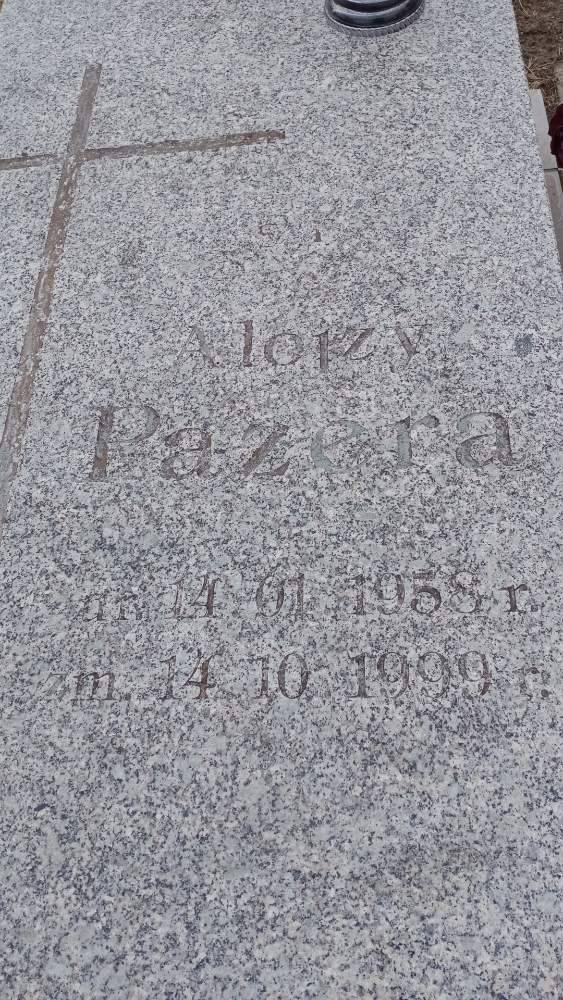 Alojzy
Pazera
ur. 14 01 1958 r.
zm. 14 10 1999 r.